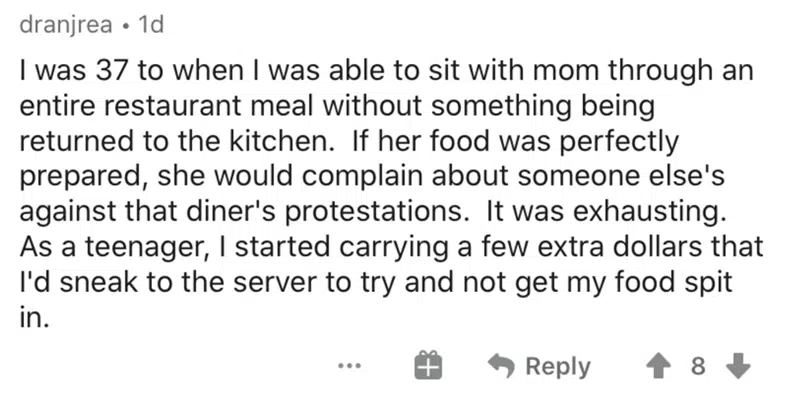 dranjrea • 1d
I was 37 to when I was able to sit with mom through an
entire restaurant meal without something being
returned to the kitchen.  If her food was perfectly
prepared, she would complain about someone else's
against that diner's protestations.  It was exhausting.
As a teenager, I started carrying a few extra dollars that
I'd sneak to the server to try and not get my food spit
in.
... Reply 8